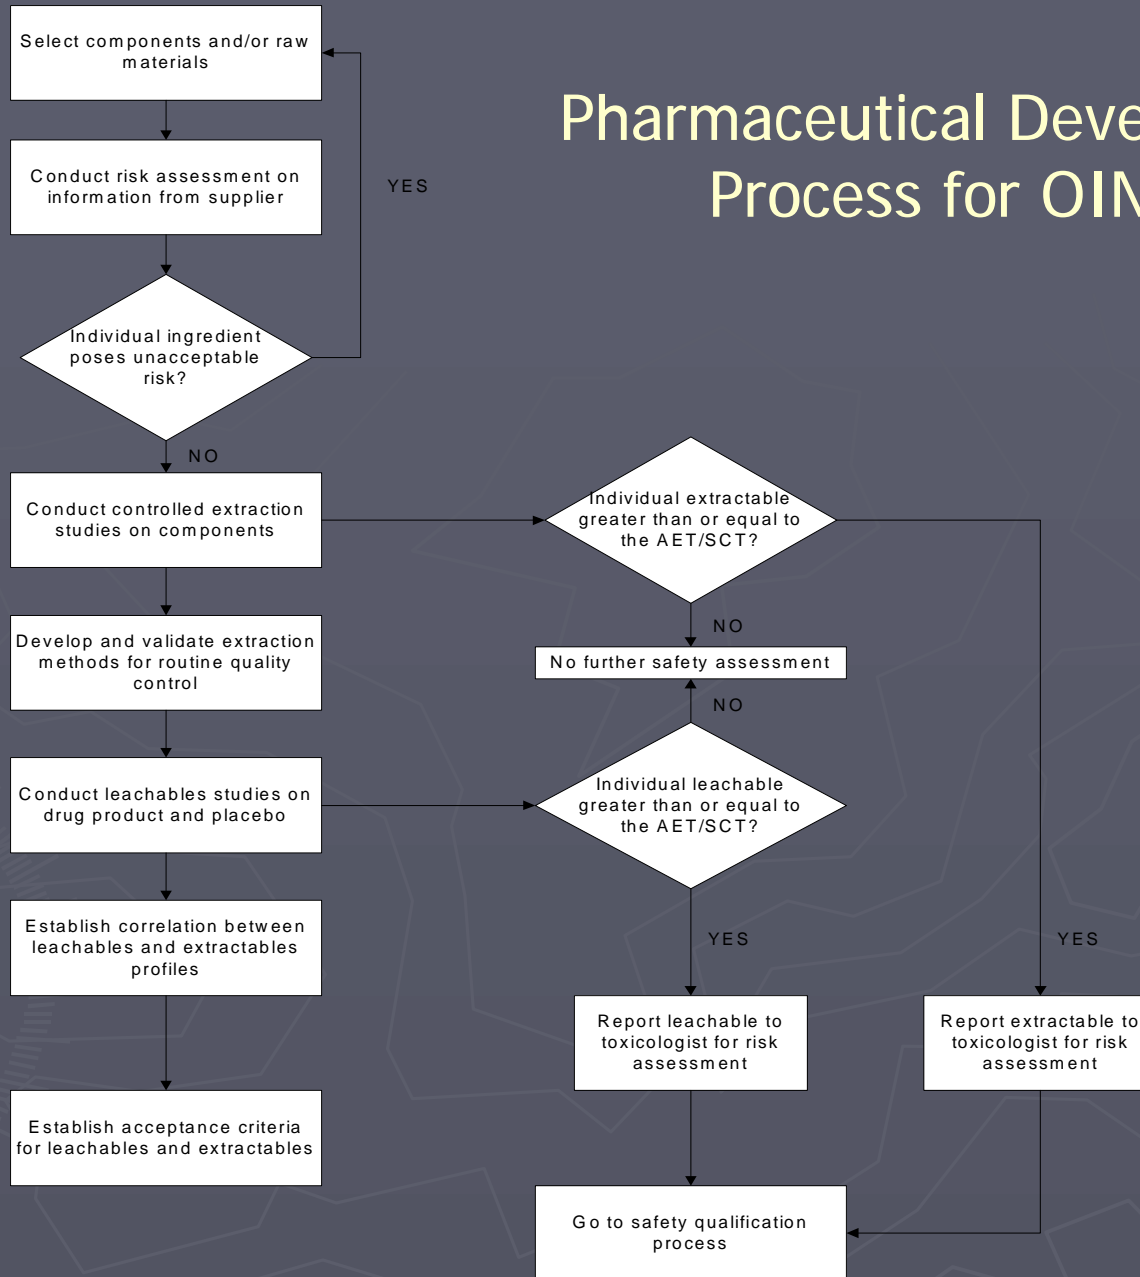 Pharmaceutical Deve
Process for OIN
Select components and/or raw
materials
Conduct risk assessment on
information from supplier
YES
Individual ingredient
poses unacceptable
risk?
NO
Conduct controlled extraction
studies on components
Individual extractable
greater than or equal to
the AET/SCT?
NO
Develop and validate extraction
methods for routine quality
control
No further safety assessment
NO
Conduct leachables studies on
drug product and placebo
Individual leachable
greater than or equal to
the AET/SCT?
Establish correlation between
leachables and extractables
profiles
YES
YES
Report leachable to
toxicologist for risk
assessment
Report extractable to
toxicologist for risk
assessment
Establish acceptance criteria
for leachables and extractables
Go to safety qualification
process